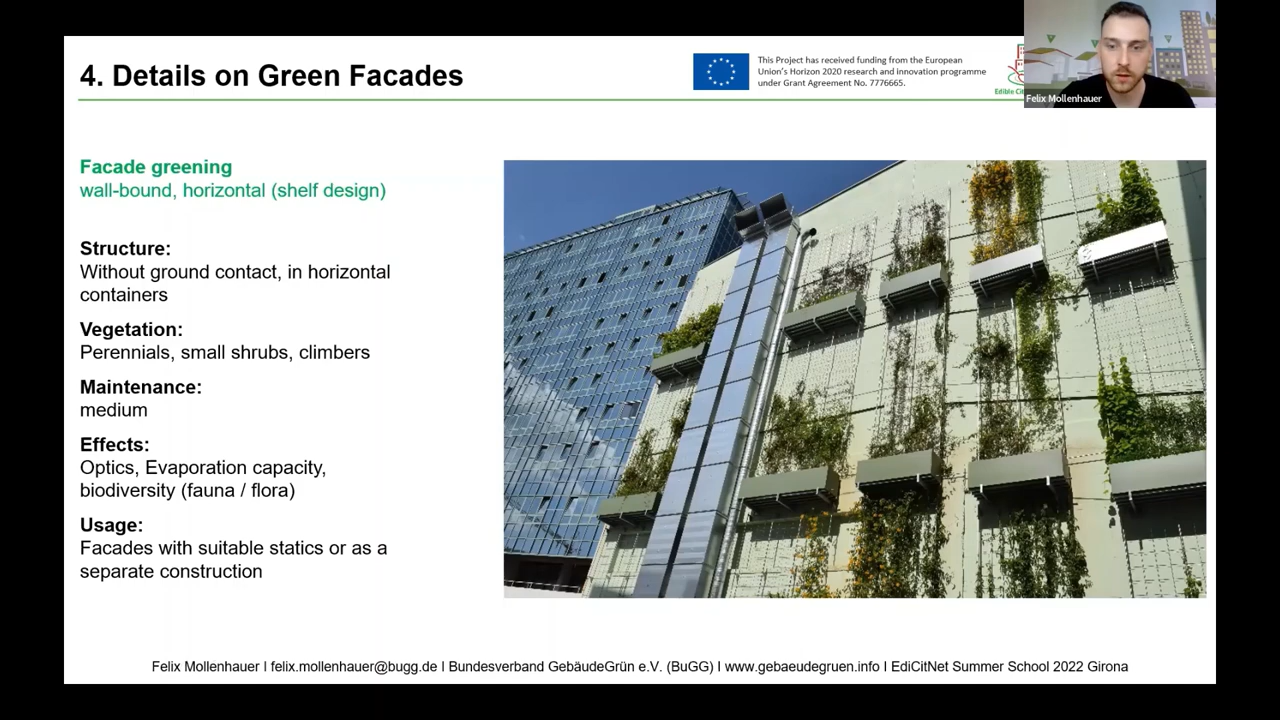 4. Details on Green Facades
This Project has received funding from the European
Union's Horizon 2020 research and innovation programme
under Grant Agreement No. 7776665.
Edible
Felix Mollenhauer
Facade greening
wall-bound, horizontal (shelf design)
Structure:
Without ground contact, in horizontal
containers
Vegetation:
Perennials, small shrubs, climbers
Maintenance:
medium
Effects:
Optics, Evaporation capacity,
biodiversity (fauna / flora)
Usage:
Facades with suitable statics or as a
separate construction
Felix Mollenhauer I felix.mollenhauer@bugg.de I Bundesverband GebäudeGrün e.V. (BuGG) I www.gebaeudegruen.info I EdiCitNet Summer School 2022 Girona